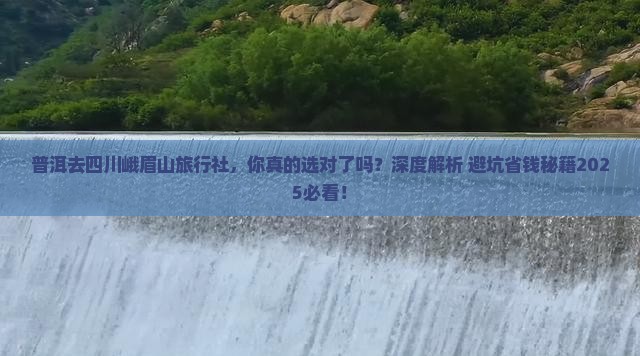 普洱去四川峨眉山旅行社，你真的选对了吗？深度解析 避坑省钱秘籍202
5必看！